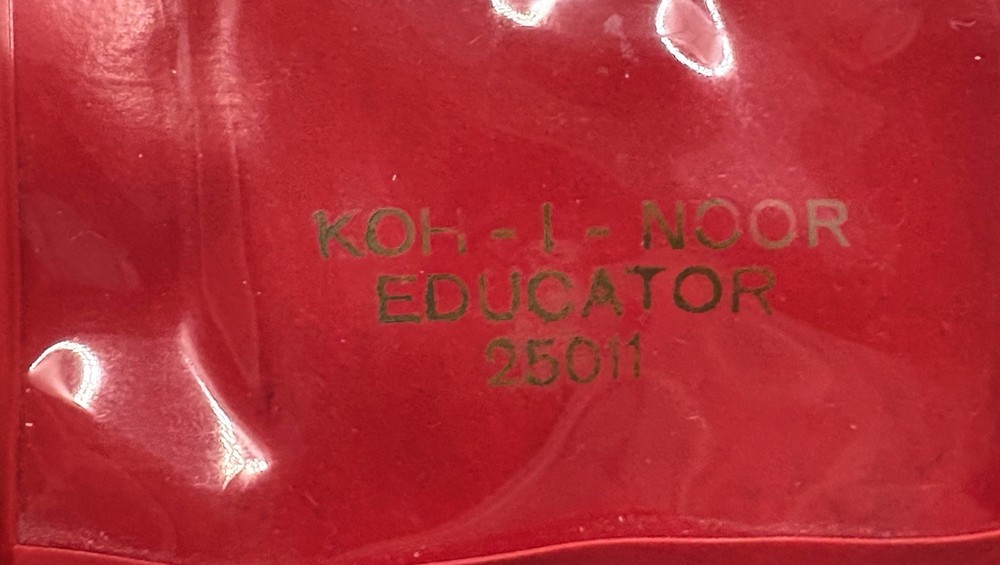 KOH-I-NOOR
EDUCATOR
25011